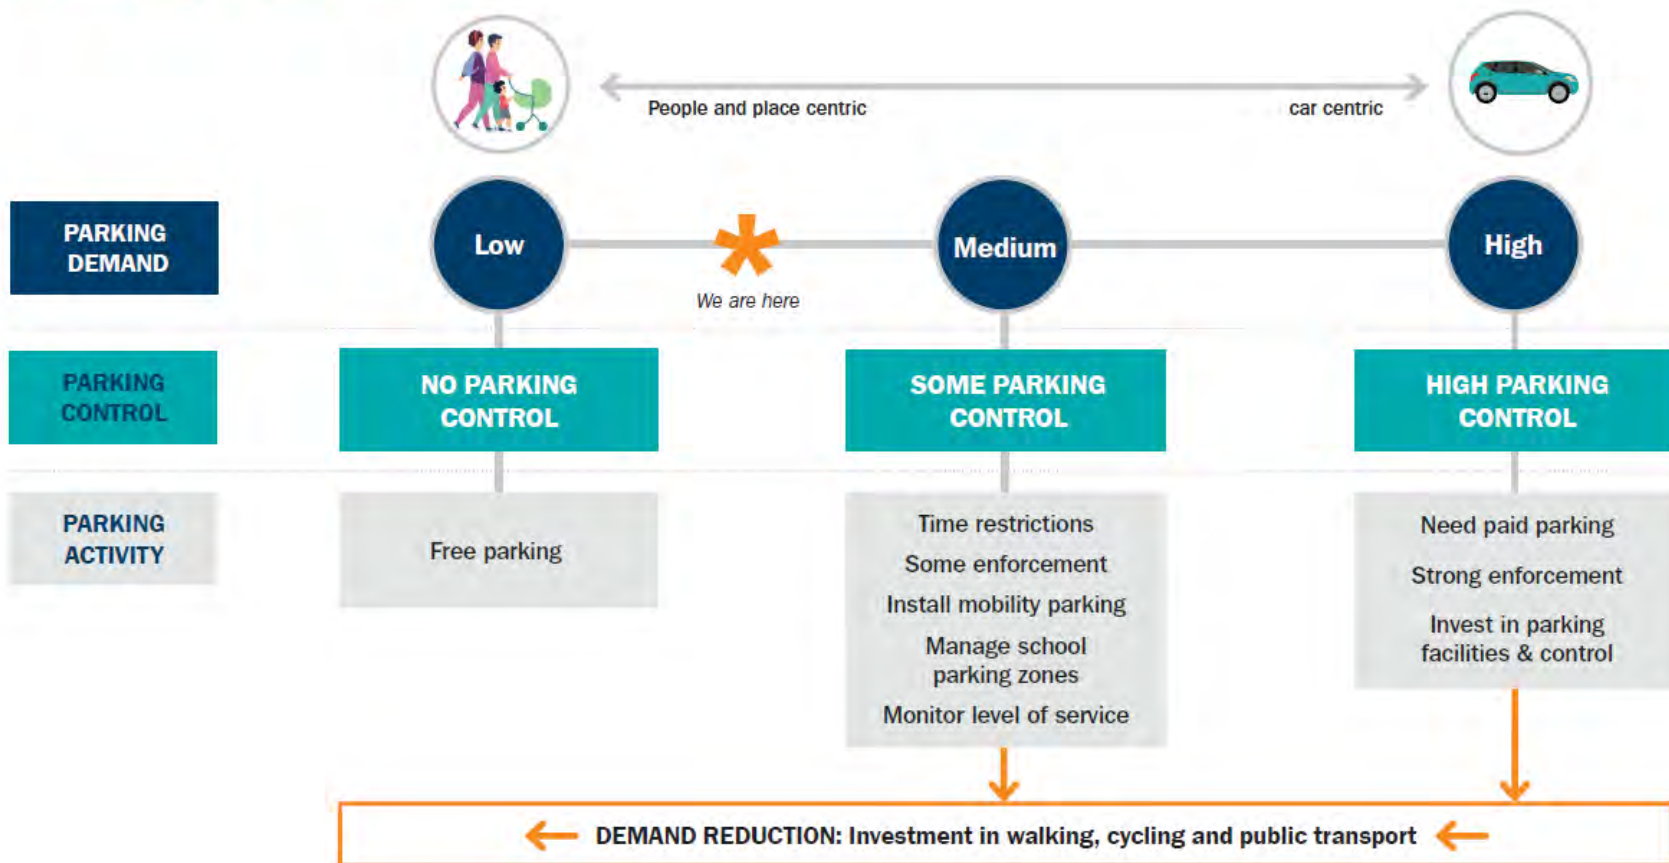 People and place centric
car centric
PARKING
DEMAND
Low
Medium
High
We are here
PARKING
CONTROL
NO PARKING
CONTROL
SOME PARKING
CONTROL
HIGH PARKING
CONTROL
PARKING
ACTIVITY
Free parking
Time restrictions
Some enforcement
Install mobility parking
Manage school
parking zones
Monitor level of service
Need paid parking
Strong enforcement
Invest in parking
facilities & control
DEMAND REDUCTION: Investment in walking, cycling and public transport